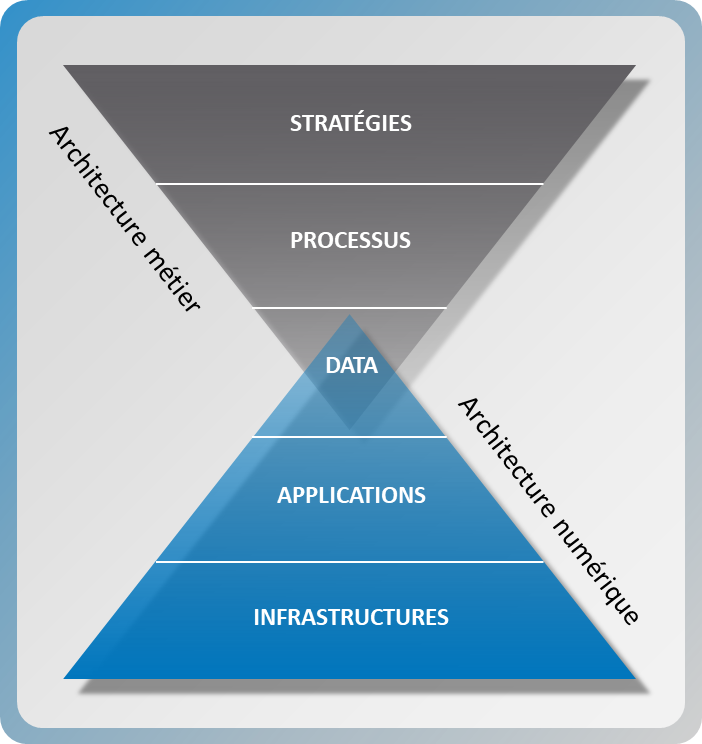 STRATÉGIES
Architecture métier
PROCESSUS
DATA
Architecture numérique
APPLICATIONS
INFRASTRUCTURES